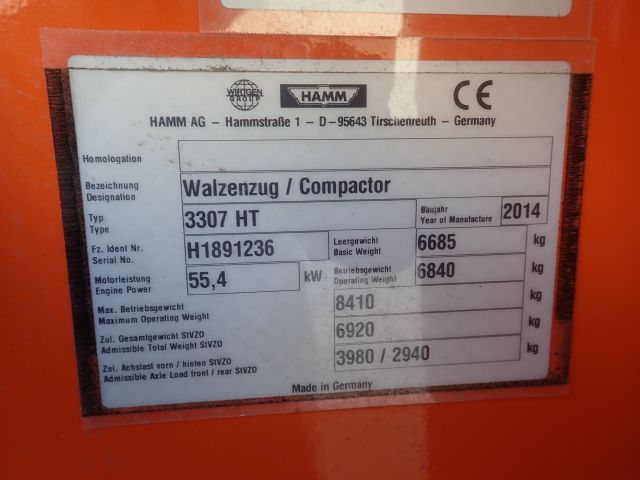 WIRTGEN GROUP HAMM CE
HAMM AG – Hammstraße 1 – D–95643 Tirschenreuth – Germany
Homologation
Bezeichnung
Designation
Walzenzug / Compactor
Typ
Type
3307 HT
Baujahr
Year of Manufacture
2014
Fz. Ident Nr.
Serial No.
H1891236
Leergewicht
Basic Weight
6685 kg
Motorleistung
Engine Power
55,4 kW
Betriebsgewicht
Operating Weight
6840 kg
Max. Betriebsgewicht
Maximum Operating Weight
8410 kg
Zul. Gesamtgewicht StVZO
Admissible Total Weight StVZO
6920 kg
Zul. Achslast vorn / hinten StVZO
Admissible Axle Load front / rear StVZO
3980 / 2940 kg
Made in Germany